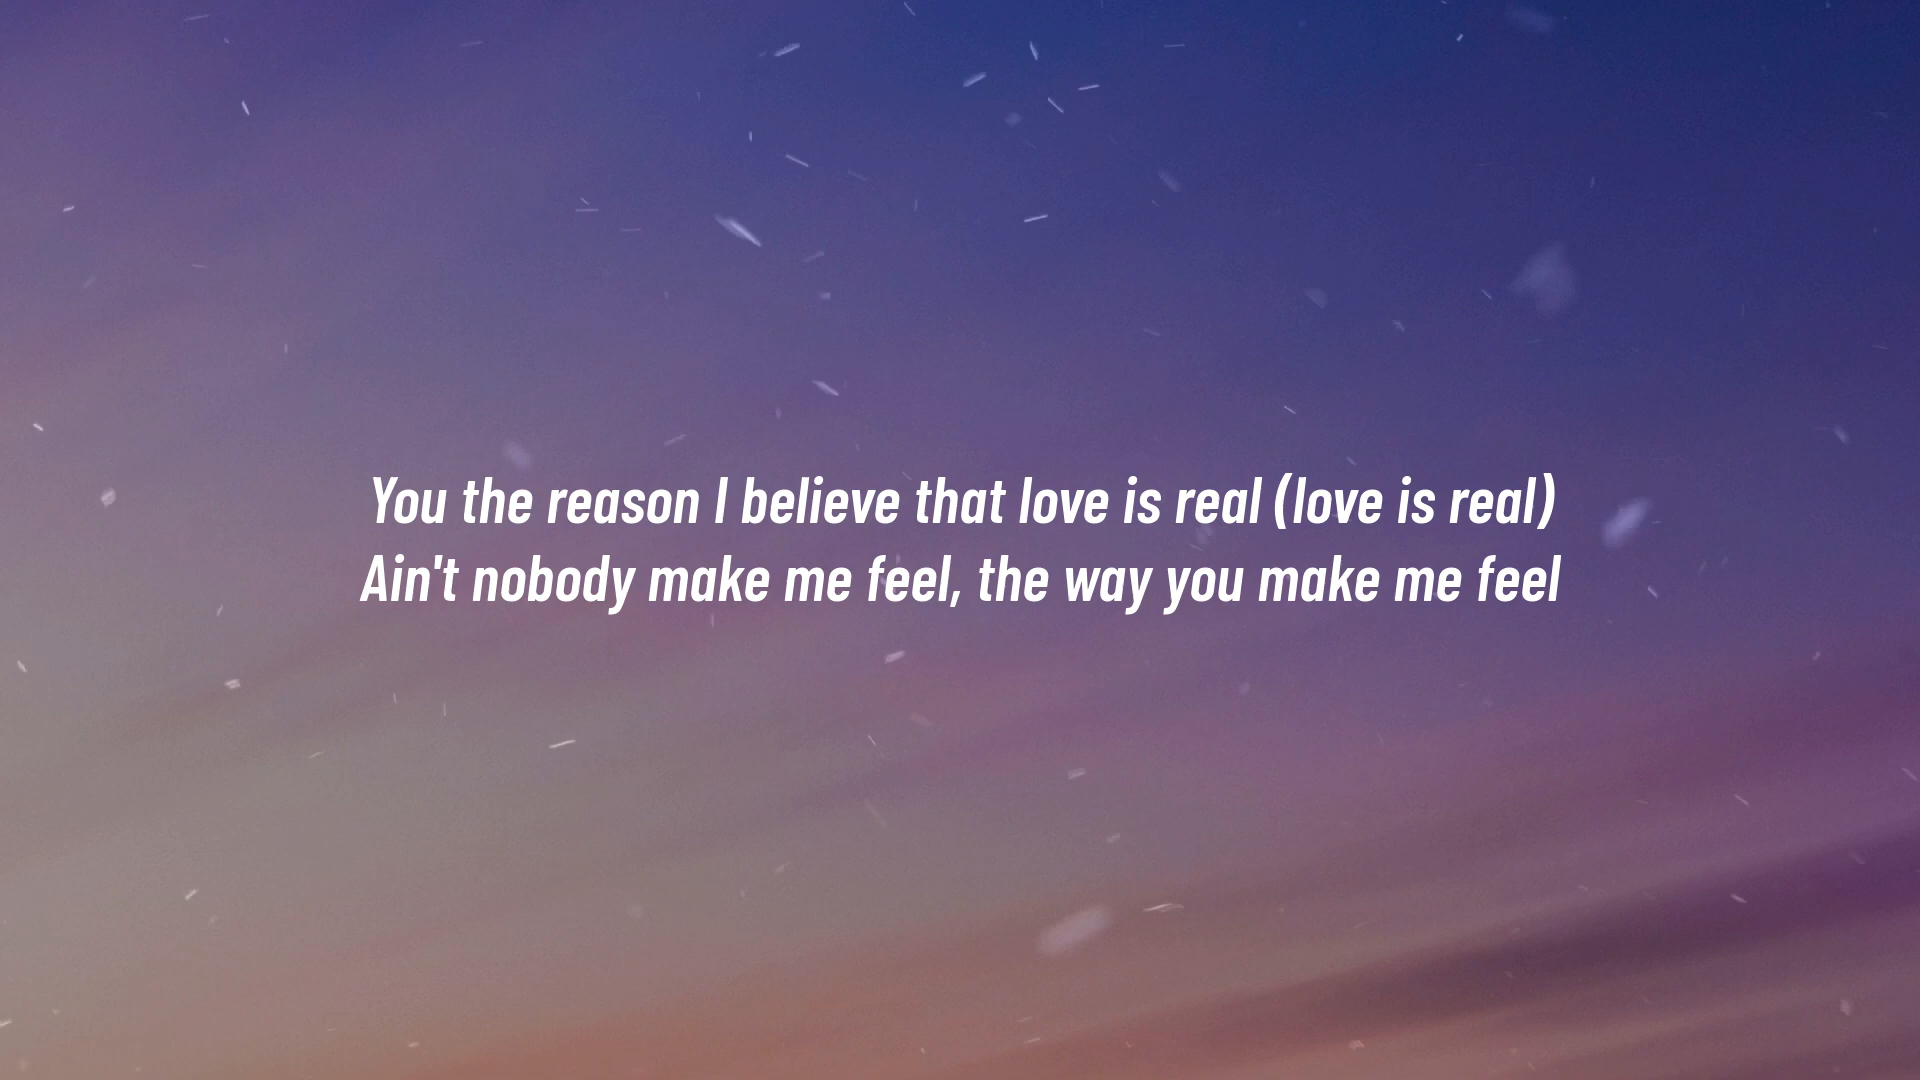 You the reason I believe that love is real (love is real)
Ain't nobody make me feel, the way you make me feel